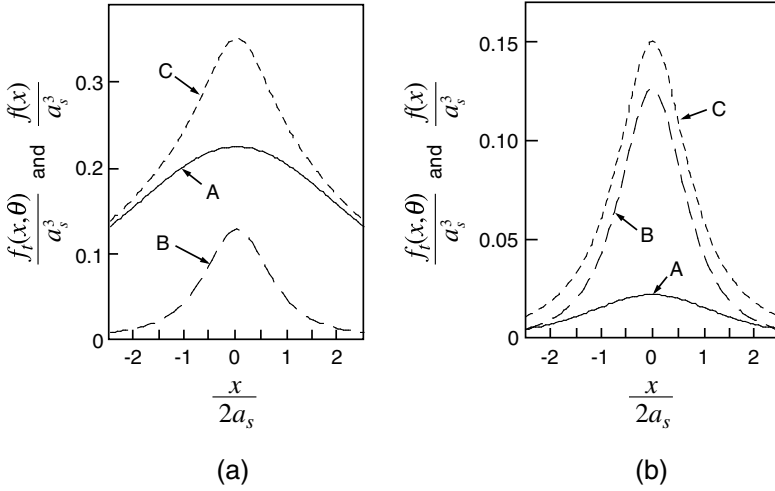 f_t(x,θ)/a_s^3 and f(x)/a_s^3
0.3
0.2
0.1
0
C
A
B
-2 -1 0 1 2
x/2a_s
(a)
f_t(x,θ)/a_s^3 and f(x)/a_s^3
0.15
0.10
0.05
0
C
B
A
-2 -1 0 1 2
x/2a_s
(b)